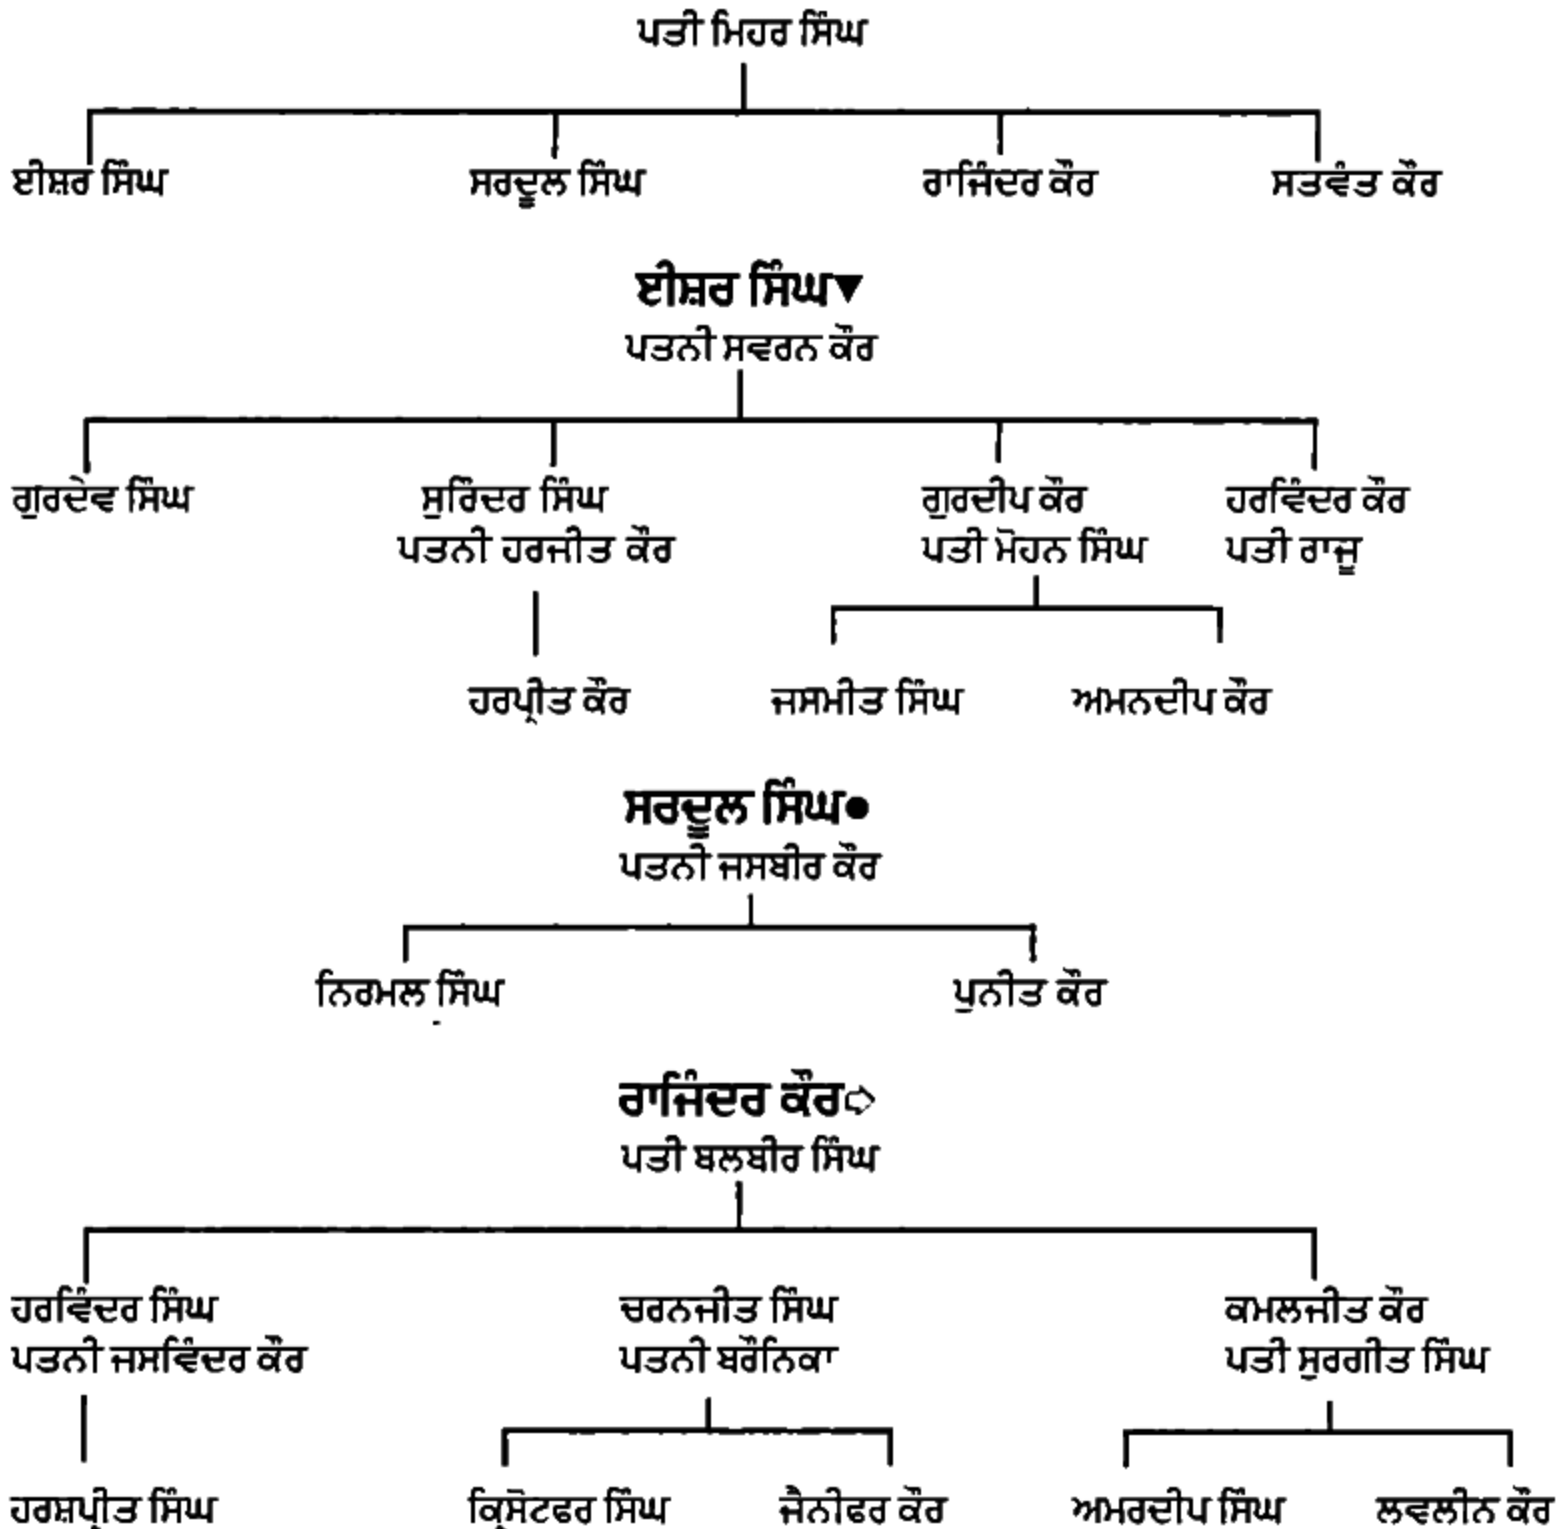 ਪਤੀ ਮਿਹਰ ਸਿੰਘ
ਈਸ਼ਰ ਸਿੰਘ ਸਰਦੂਲ ਸਿੰਘ ਰਾਜਿੰਦਰ ਕੌਰ ਸਤਵੰਤ ਕੌਰ
ਈਸ਼ਰ ਸਿੰਘ▼
ਪਤਨੀ ਸਵਰਨ ਕੌਰ
ਗੁਰਦੇਵ ਸਿੰਘ ਸੁਰਿੰਦਰ ਸਿੰਘ ਗੁਰਦੀਪ ਕੌਰ ਹਰਵਿੰਦਰ ਕੌਰ
ਪਤਨੀ ਹਰਜੀਤ ਕੌਰ ਪਤੀ ਮੋਹਨ ਸਿੰਘ ਪਤੀ ਰਾਜੂ
ਹਰਪ੍ਰੀਤ ਕੌਰ ਜਸਮੀਤ ਸਿੰਘ ਅਮਨਦੀਪ ਕੌਰ
ਸਰਦੂਲ ਸਿੰਘ●
ਪਤਨੀ ਜਸਬੀਰ ਕੌਰ
ਨਿਰਮਲ ਸਿੰਘ ਪੁਨੀਤ ਕੌਰ
ਰਾਜਿੰਦਰ ਕੌਰ➪
ਪਤੀ ਬਲਬੀਰ ਸਿੰਘ
ਹਰਵਿੰਦਰ ਸਿੰਘ ਚਰਨਜੀਤ ਸਿੰਘ ਕਮਲਜੀਤ ਕੌਰ
ਪਤਨੀ ਜਸਵਿੰਦਰ ਕੌਰ ਪਤਨੀ ਬਰੌਨਿਕਾ ਪਤੀ ਸੁਰਗੀਤ ਸਿੰਘ
ਹਰਸ਼ਪ੍ਰੀਤ ਸਿੰਘ ਕ੍ਰਿਸੋਟਫਰ ਸਿੰਘ ਜੈਨੀਫਰ ਕੌਰ ਅਮਰਦੀਪ ਸਿੰਘ ਲਵਲੀਨ ਕੌਰ